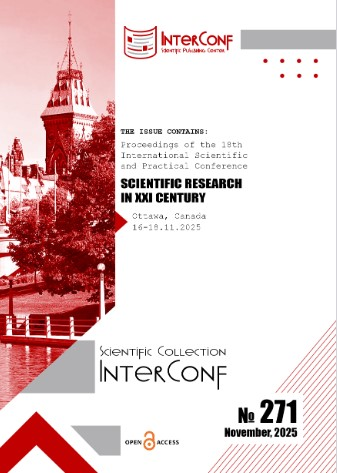 INTERCONF
SCIENTIFIC PUBLISHING CENTER
THE ISSUE CONTAINS:
Proceedings of the 18th
International Scientific
and Practical Conference
SCIENTIFIC RESEARCH
IN XXI CENTURY
Ottawa, Canada
16-18.11.2025
SCIENTIFIC COLLECTION
INTERCONF
№ 271
November, 2025
OPEN ACCESS